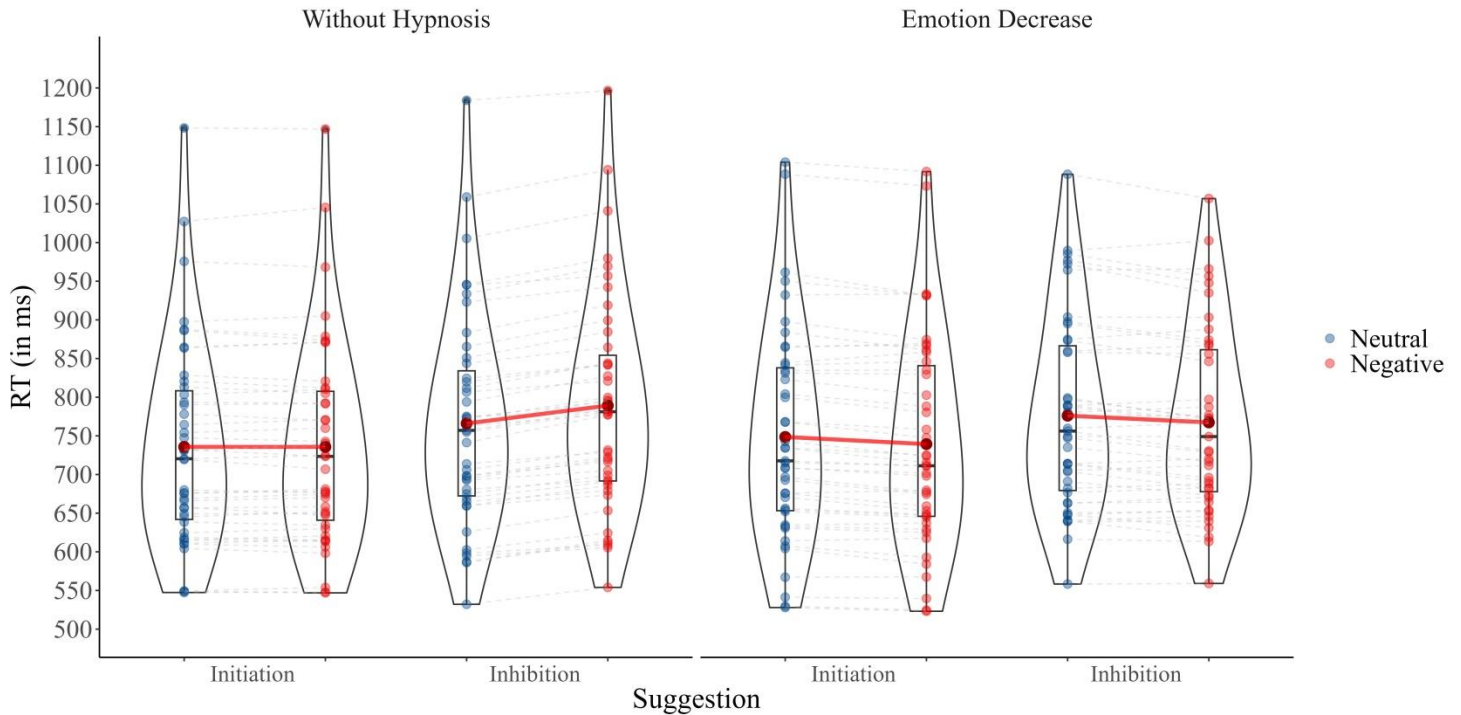 Without Hypnosis
Emotion Decrease
1200
1150
1100
1050
1000
950
900
850
800
750
700
650
600
550
500
RT (in ms)
Initiation
Inhibition
Initiation
Inhibition
Suggestion
Neutral
Negative